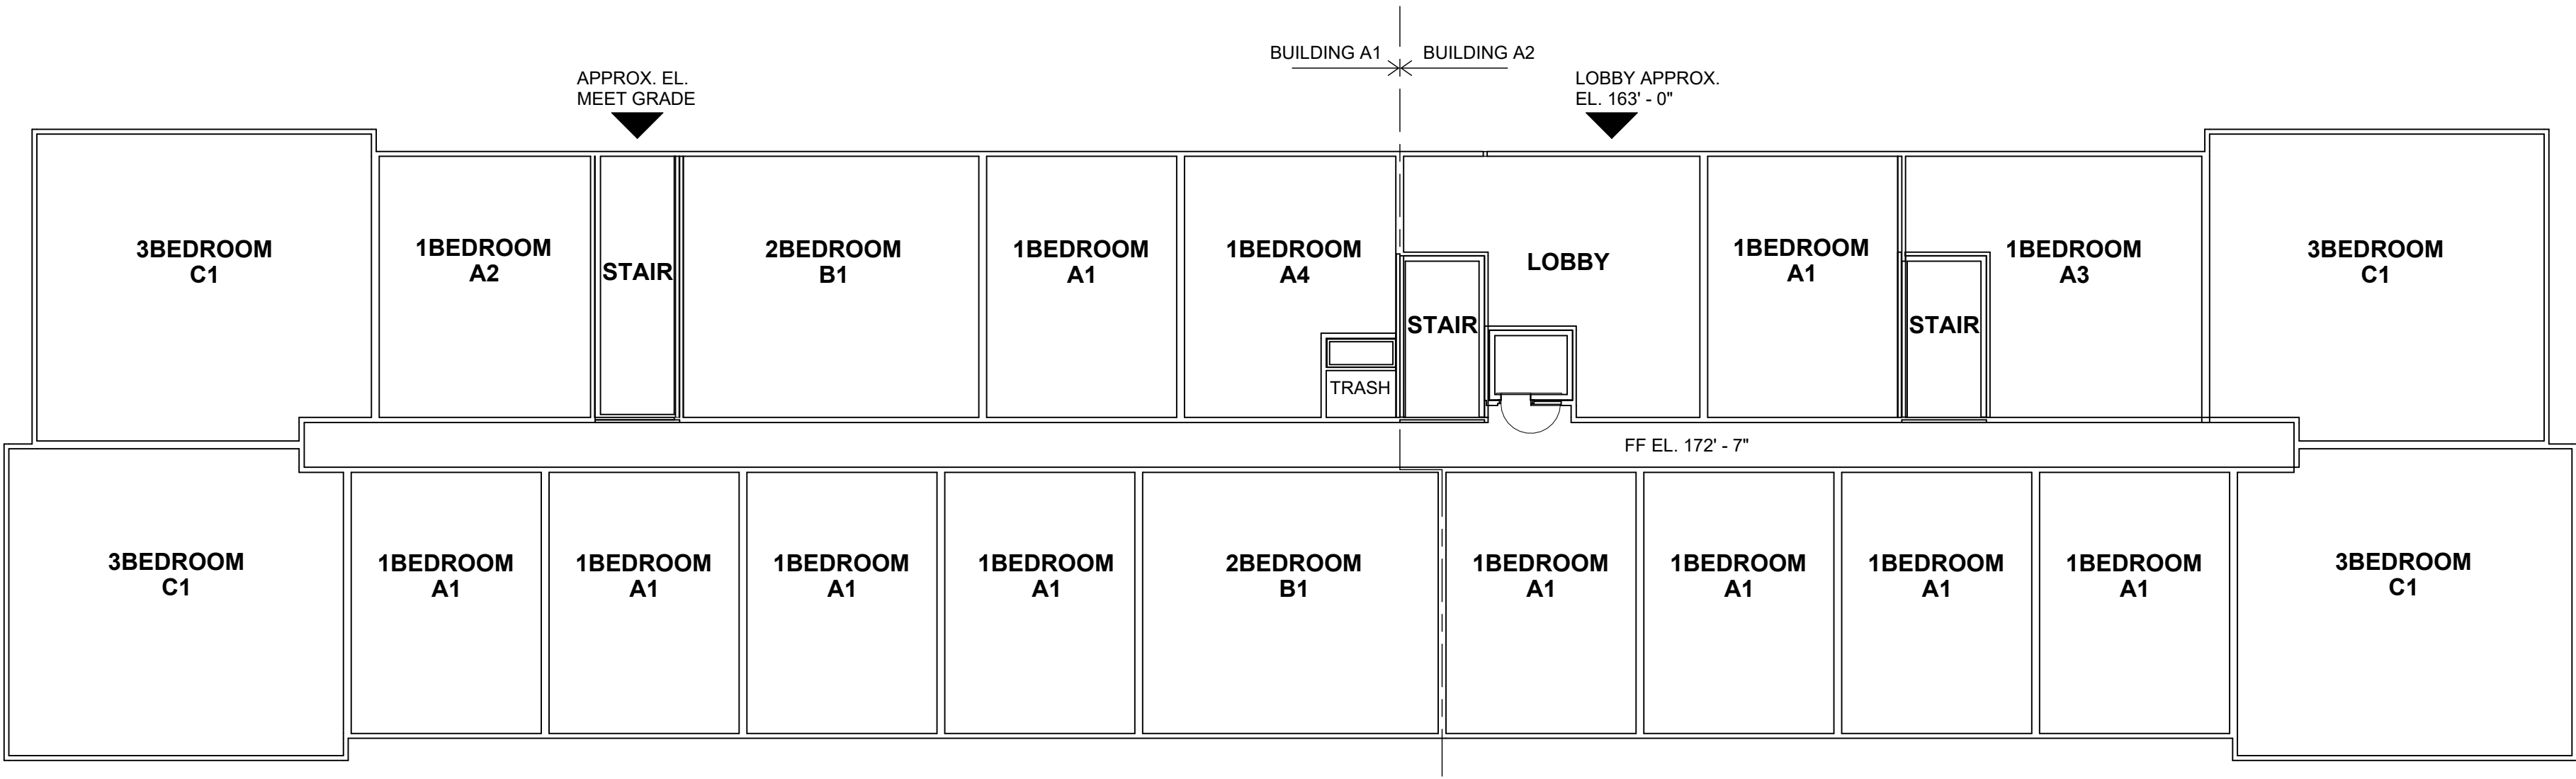 BUILDING A1
BUILDING A2
APPROX. EL.
MEET GRADE
LOBBY APPROX.
EL. 163' - 0"
3BEDROOM
C1
1BEDROOM
A2
STAIR
2BEDROOM
B1
1BEDROOM
A1
1BEDROOM
A4
TRASH
STAIR
LOBBY
1BEDROOM
A1
STAIR
1BEDROOM
A3
3BEDROOM
C1
FF EL. 172' - 7"
3BEDROOM
C1
1BEDROOM
A1
1BEDROOM
A1
1BEDROOM
A1
1BEDROOM
A1
2BEDROOM
B1
1BEDROOM
A1
1BEDROOM
A1
1BEDROOM
A1
1BEDROOM
A1
3BEDROOM
C1